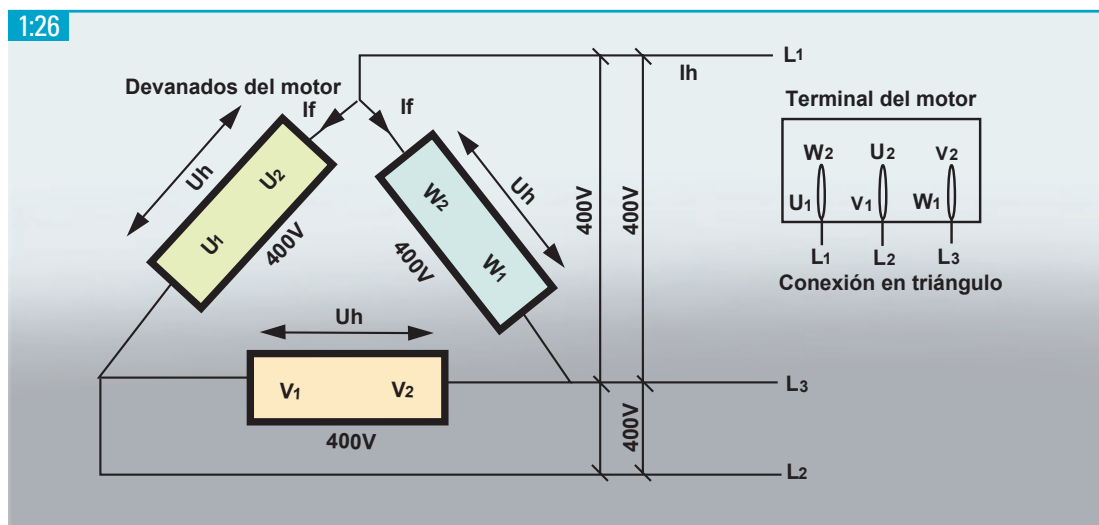 1:26
Devanados del motor
If
If
Ih
L1
Uh
U2
U1
400V
W2
W1
400V
Uh
400V
400V
Uh
V1
V2
400V
400V
L3
L2
Terminal del motor
W2 U2 V2
U1 V1 W1
L1 L2 L3
Conexión en triángulo